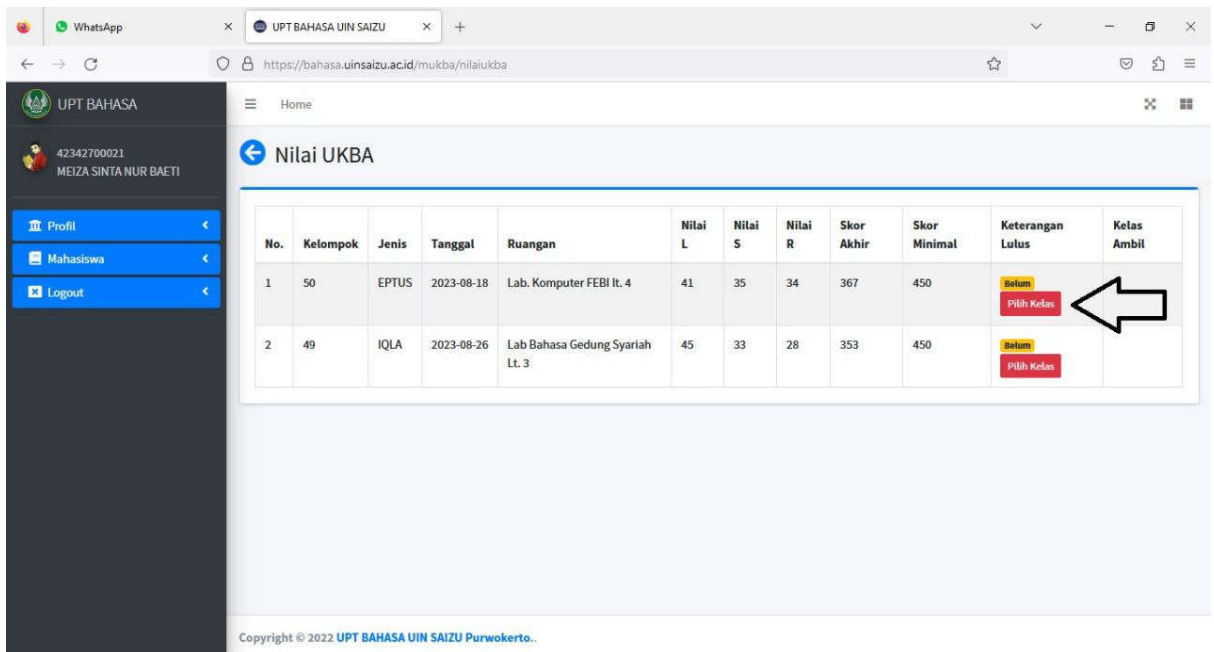 WhatsApp
UPT BAHASA UIN SAIZU
https://bahasa.uinsaizu.ac.id/mukba/nilaiukba
UPT BAHASA
Home
42342700021
MEIZA SINTA NUR BAETI
Nilai UKBA
Profil
Mahasiswa
Logout
No. Kelompok Jenis Tanggal Ruangan Nilai L Nilai S Nilai R Skor Akhir Skor Minimal Keterangan Lulus Kelas Ambil
1 50 EPTUS 2023-08-18 Lab. Komputer FEBI lt. 4 41 35 34 367 450 Belum
Pilih Kelas
2 49 IQLA 2023-08-26 Lab Bahasa Gedung Syariah 45 33 28 353 450 Belum
Lt. 3 Pilih Kelas
Copyright © 2022 UPT BAHASA UIN SAIZU Purwokerto..